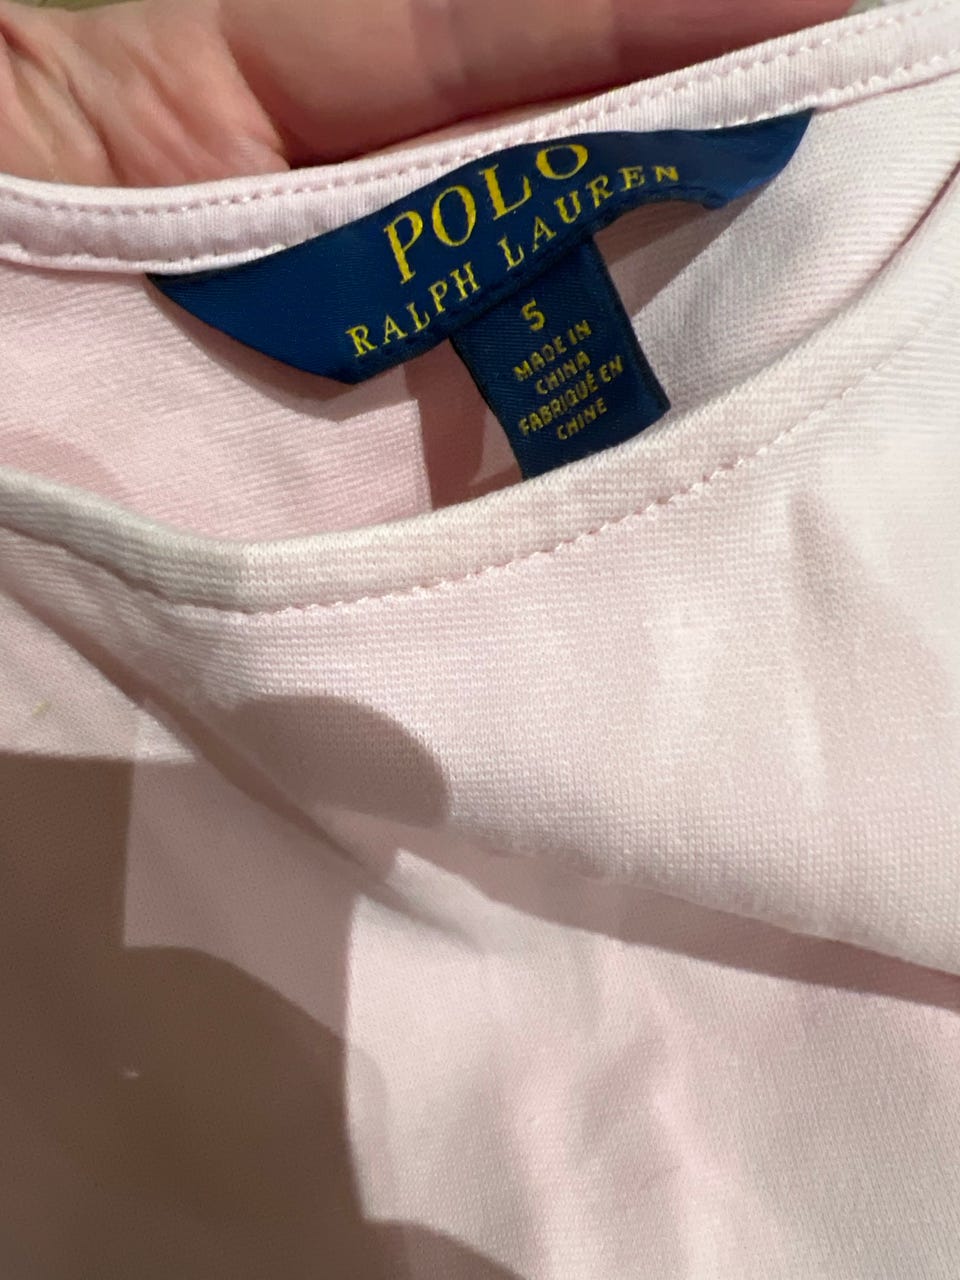 POLO
RALPH LAUREN
5
MADE IN
CHINA
FABRIQUÉ EN
CHINE